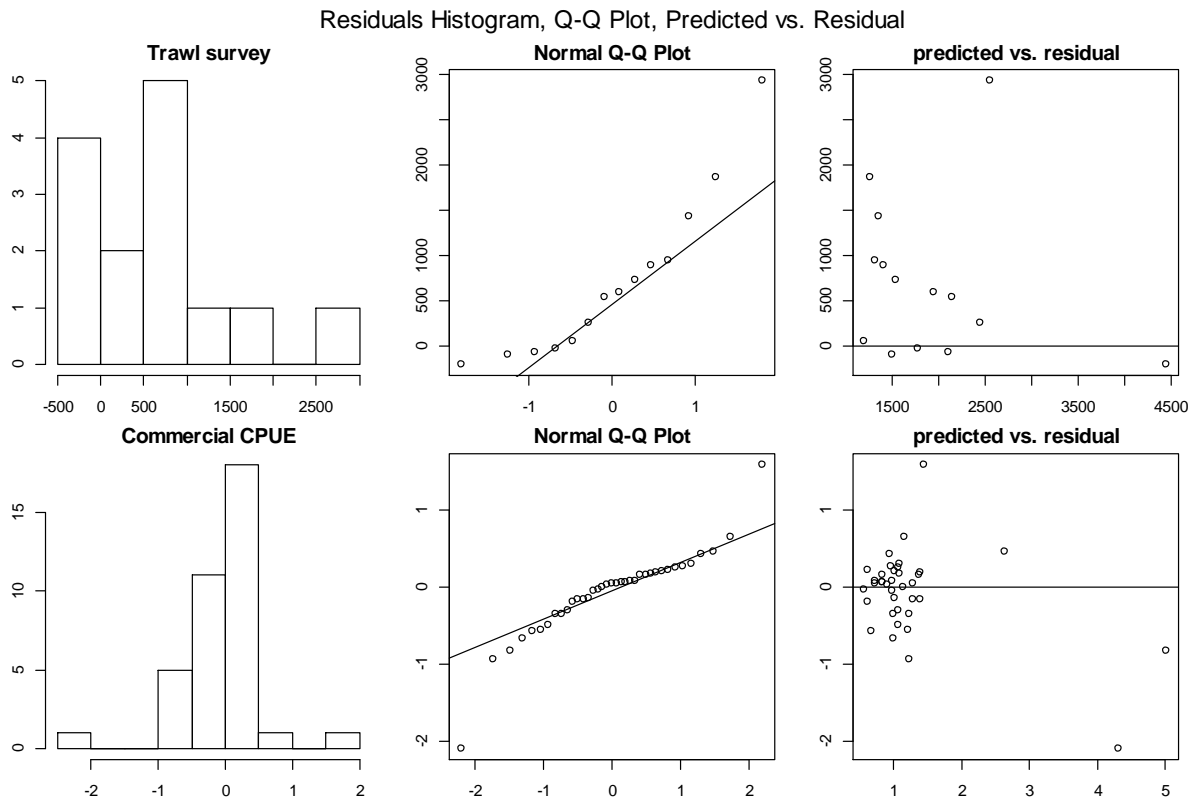 Residuals Histogram, Q-Q Plot, Predicted vs. Residual
Trawl survey
Normal Q-Q Plot
predicted vs. residual
5
4
3
2
1
0
-500 0 500 1500 2500
3000
2000
1000
500
0
-1 0 1
3000
2000
1000
500
0
1500 2500 3500 4500
Commercial CPUE
Normal Q-Q Plot
predicted vs. residual
15
10
5
0
-2 -1 0 1 2
1
0
-1
-2
-2 -1 0 1 2
1
0
-1
-2
1 2 3 4 5